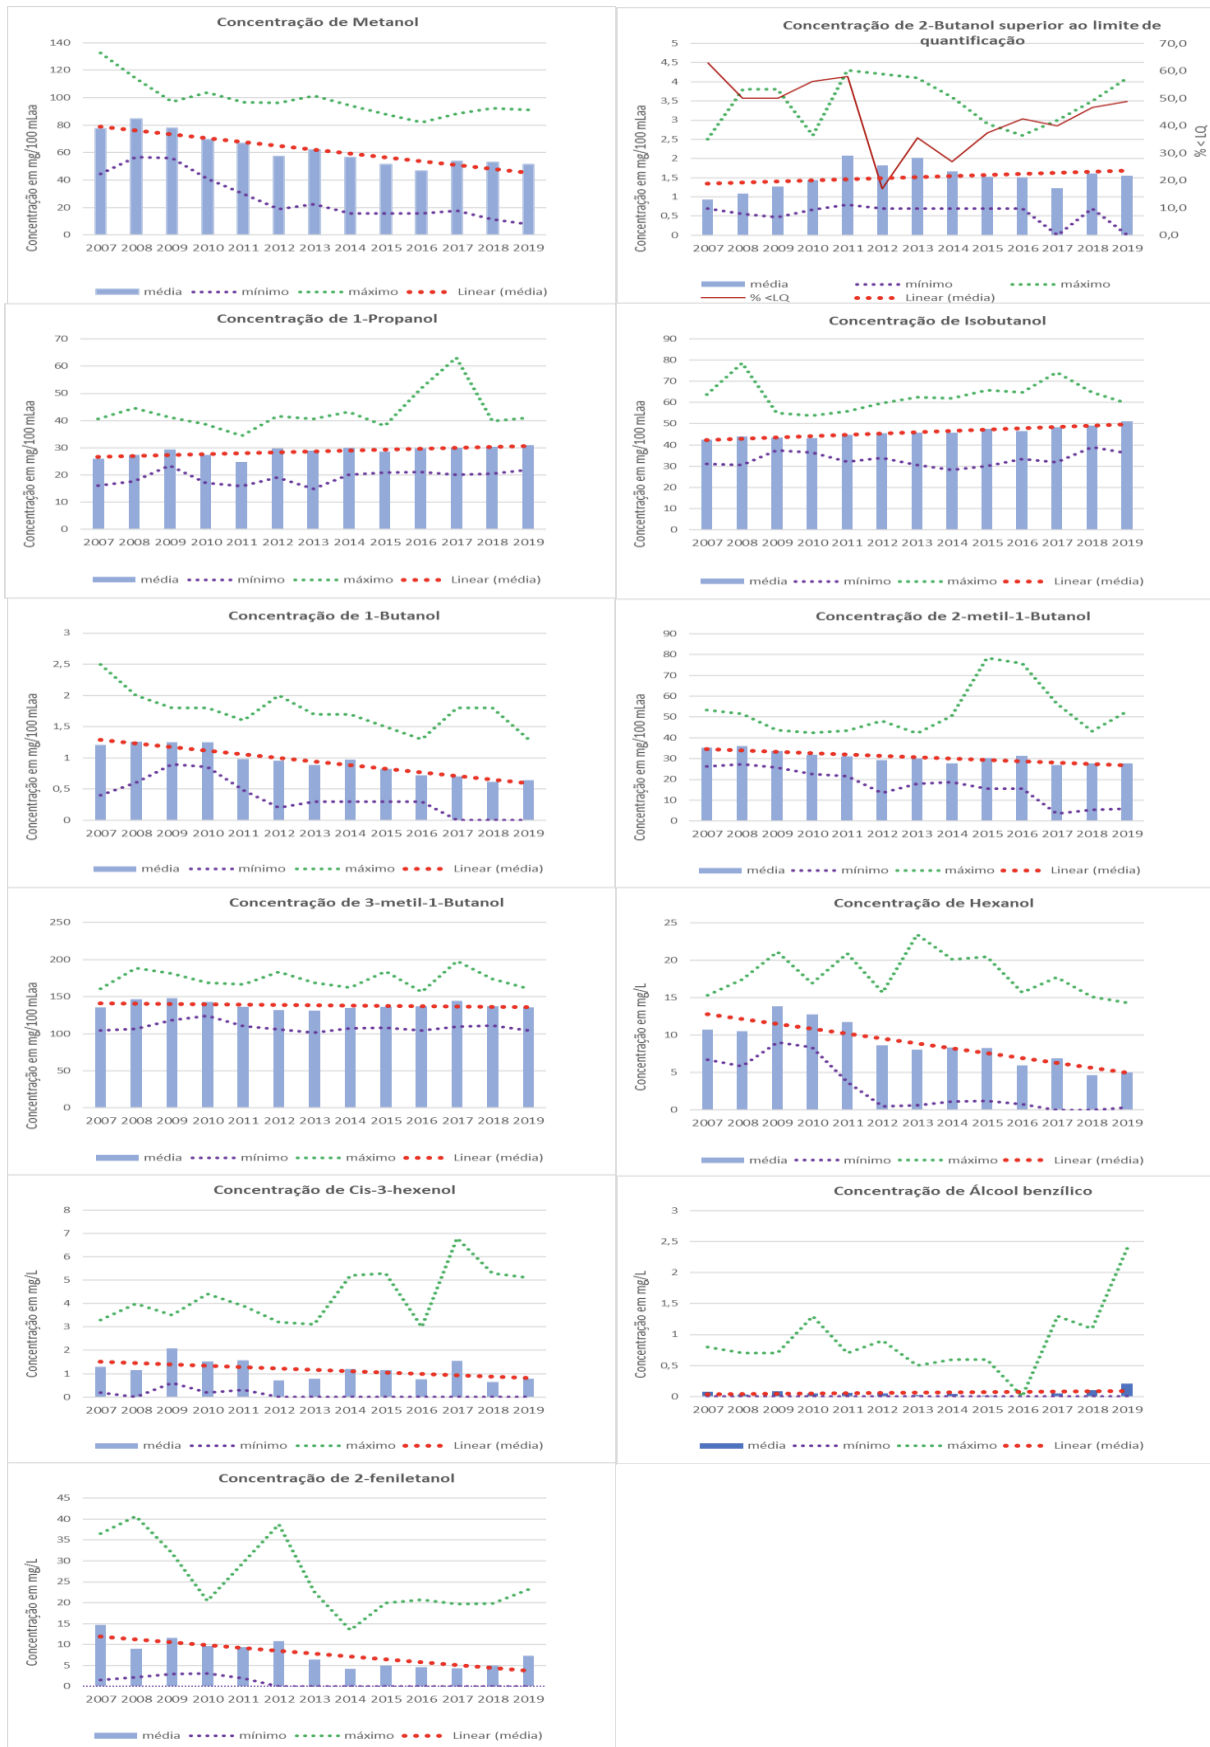 Concentração de Metanol
Concentração em mg/100 mLaa
140
120
100
80
60
40
20
0
2007 2008 2009 2010 2011 2012 2013 2014 2015 2016 2017 2018 2019
média mínimo máximo Linear (média)
Concentração de 2-Butanol superior ao limite de
quantificação
Concentração em mg/100 mLaa
5
4,5
4
3,5
3
2,5
2
1,5
1
0,5
0
70,0
60,0
50,0
40,0
30,0
20,0
10,0
0,0
% < LQ
2007 2008 2009 2010 2011 2012 2013 2014 2015 2016 2017 2018 2019
média mínimo máximo
% <LQ Linear (média)
Concentração de 1-Propanol
Concentração em mg/100 mLaa
70
60
50
40
30
20
10
0
2007 2008 2009 2010 2011 2012 2013 2014 2015 2016 2017 2018 2019
média mínimo máximo Linear (média)
Concentração de Isobutanol
Concentração em mg/100 mLaa
90
80
70
60
50
40
30
20
10
0
2007 2008 2009 2010 2011 2012 2013 2014 2015 2016 2017 2018 2019
média mínimo máximo Linear (média)
Concentração de 1-Butanol
Concentração em mg/100 mLaa
3
2,5
2
1,5
1
0,5
0
2007 2008 2009 2010 2011 2012 2013 2014 2015 2016 2017 2018 2019
média mínimo máximo Linear (média)
Concentração de 2-metil-1-Butanol
Concentração em mg/100 mLaa
90
80
70
60
50
40
30
20
10
0
2007 2008 2009 2010 2011 2012 2013 2014 2015 2016 2017 2018 2019
média mínimo máximo Linear (média)
Concentração de 3-metil-1-Butanol
Concentração em mg/100 mLaa
250
200
150
100
50
0
2007 2008 2009 2010 2011 2012 2013 2014 2015 2016 2017 2018 2019
média mínimo máximo Linear (média)
Concentração de Hexanol
Concentração em mg/L
25
20
15
10
5
0
2007 2008 2009 2010 2011 2012 2013 2014 2015 2016 2017 2018 2019
média mínimo máximo Linear (média)
Concentração de Cis-3-hexenol
Concentração em mg/L
8
7
6
5
4
3
2
1
0
2007 2008 2009 2010 2011 2012 2013 2014 2015 2016 2017 2018 2019
média mínimo máximo Linear (média)
Concentração de Álcool benzílico
Concentração em mg/L
3
2,5
2
1,5
1
0,5
0
2007 2008 2009 2010 2011 2012 2013 2014 2015 2016 2017 2018 2019
média mínimo máximo Linear (média)
Concentração de 2-feniletanol
Concentração em mg/L
45
40
35
30
25
20
15
10
5
0
2007 2008 2009 2010 2011 2012 2013 2014 2015 2016 2017 2018 2019
média mínimo máximo Linear (média)